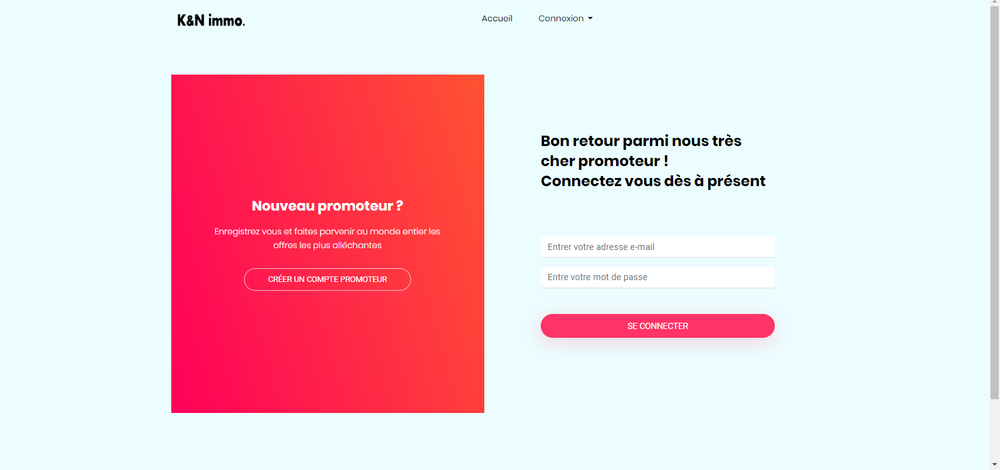 K&N immo.
Accueil
Connexion
Nouveau promoteur ?
Enregistrez vous et faites parvenir au monde entier les
offres les plus alléchantes
CRÉER UN COMPTE PROMOTEUR
Bon retour parmi nous très
cher promoteur !
Connectez vous dès à présent
Entrer votre adresse e-mail
Entre votre mot de passe
SE CONNECTER